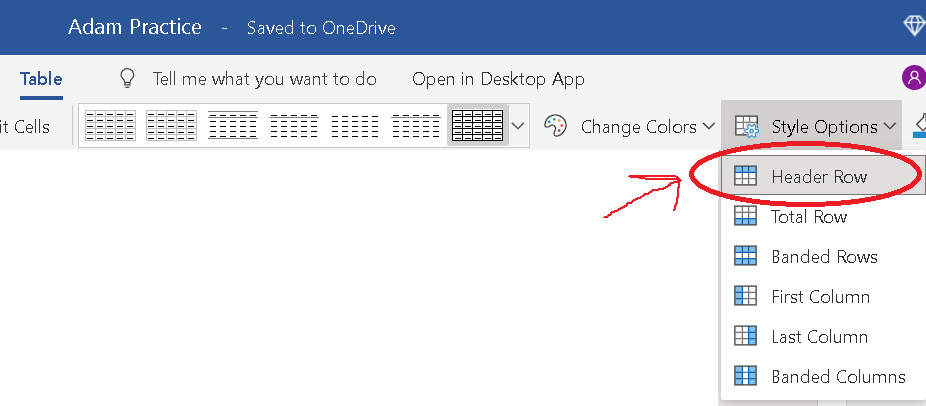 Adam Practice - Saved to OneDrive
Table Tell me what you want to do Open in Desktop App
it Cells Change Colors Style Options
Header Row
Total Row
Banded Rows
First Column
Last Column
Banded Columns